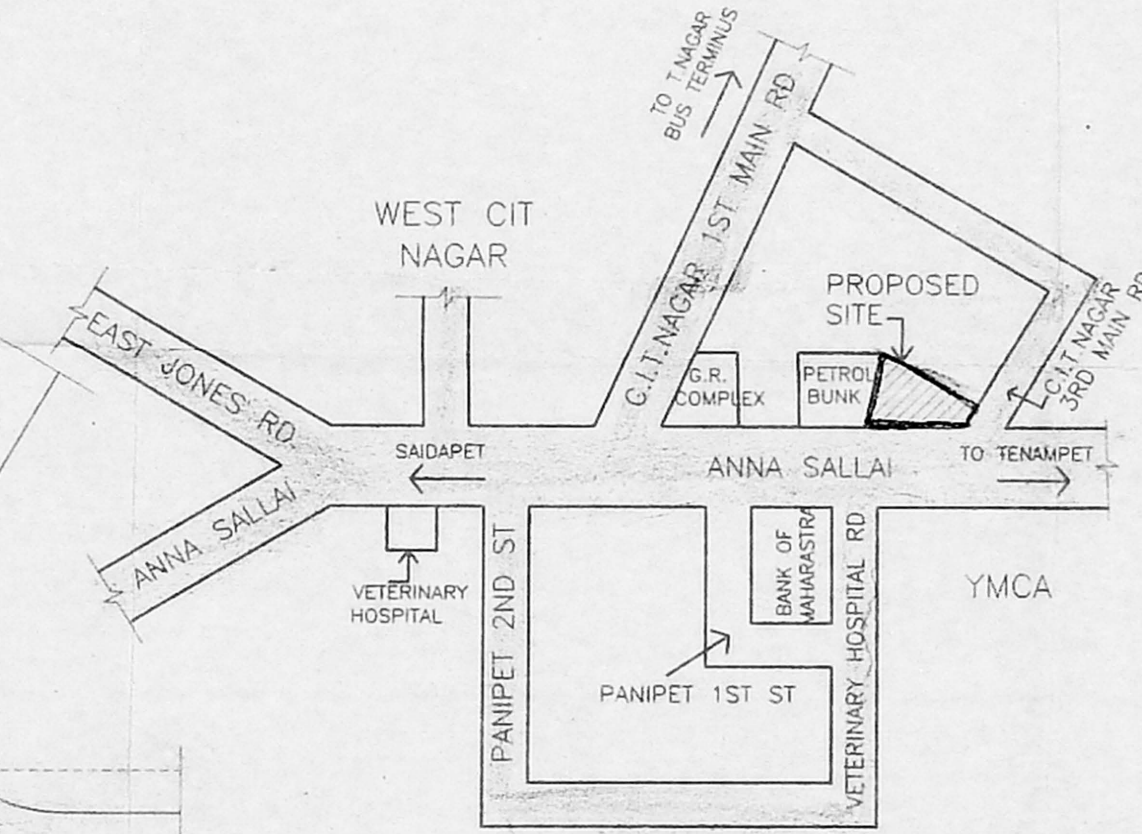 TO T.NAGAR
BUS TERMINUS
WEST CIT
NAGAR
C.I.T.NAGAR 1ST MAIN RD
PROPOSED
SITE
EAST JONES RD
G.R.
COMPLEX
PETROL
BUNK
C.I.T NAGAR
3RD MAIN RD
SAIDAPET
ANNA SALLAI
TO TENAMPET
ANNA SALLAI
VETERINARY
HOSPITAL
PANIPET 2ND ST
BANK OF
MAHARASTRA
VETERINARY HOSPITAL RD
YMCA
PANIPET 1ST ST